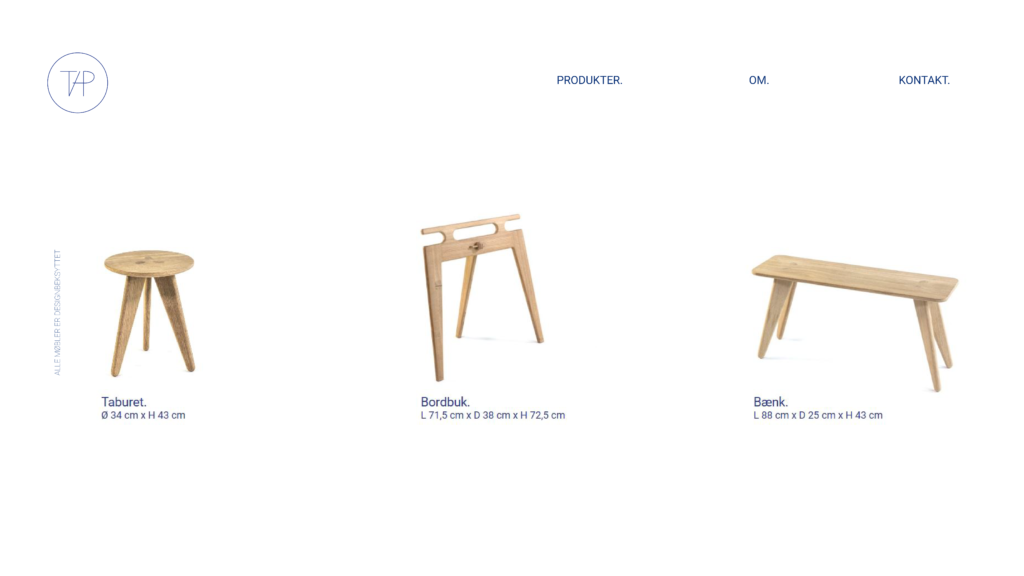 TAP
PRODUKTER.
OM.
KONTAKT.
ALLE MØBLER ER DESIGNBEKSYTTET
Taburet.
Ø 34 cm x H 43 cm
Bordbuk.
L 71,5 cm x D 38 cm x H 72,5 cm
Bænk.
L 88 cm x D 25 cm x H 43 cm